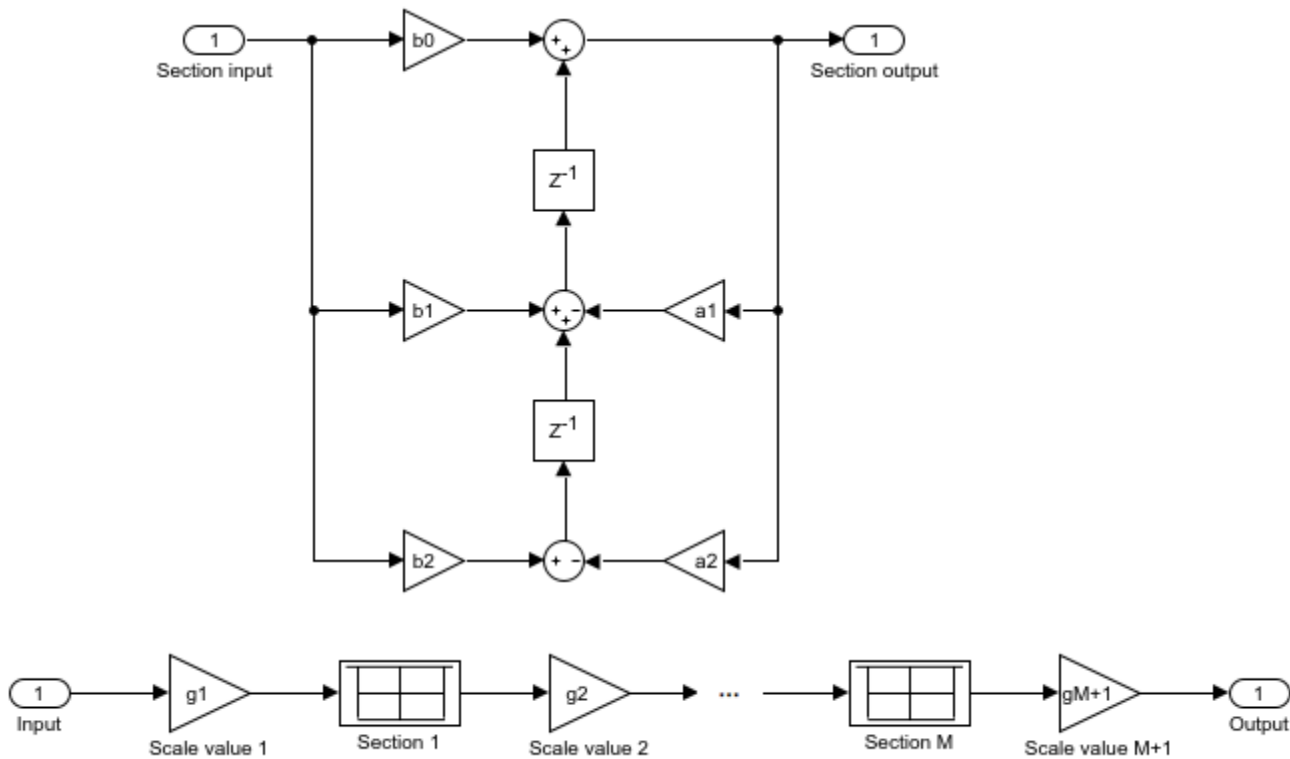 1 b0 + + 1
Section input Section output
Z-1
b1 + + - a1
Z-1
b2 + - a2
1 g1 g2 ... gM+1 1
Input Scale value 1 Section 1 Scale value 2 Section M Scale value M+1 Output